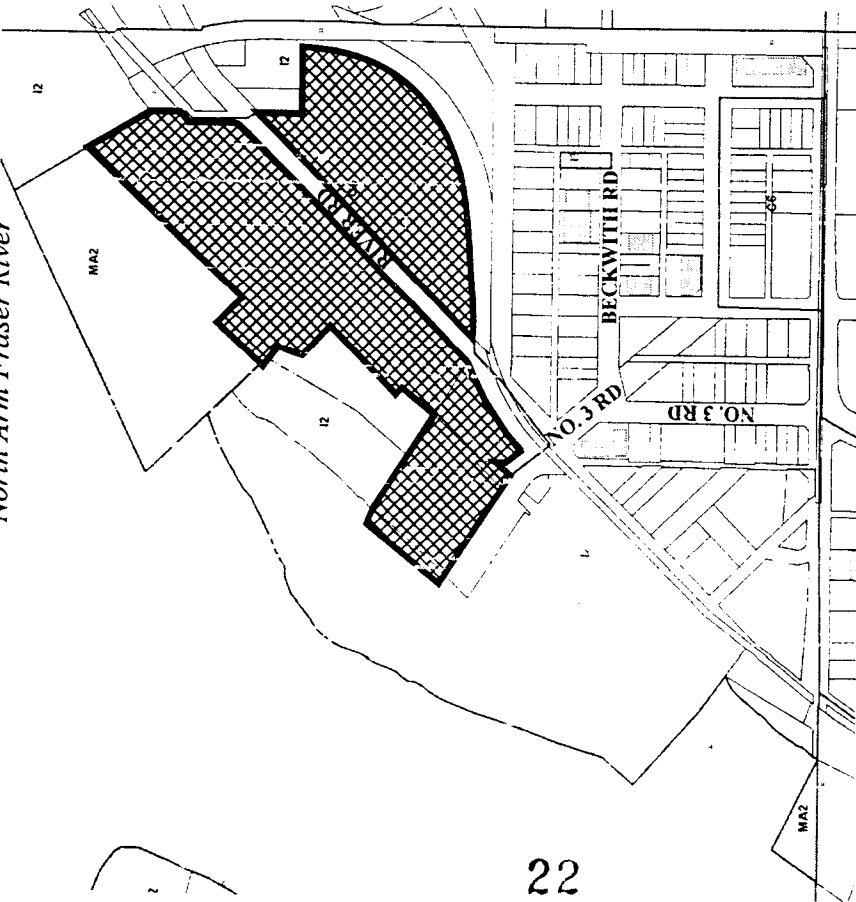 North Arm Fraser River
I2
I2
MA2
RIVER RD
I2
BECKWITH RD
C6
NO. 3 RD
NO. 3 RD
MA2
22